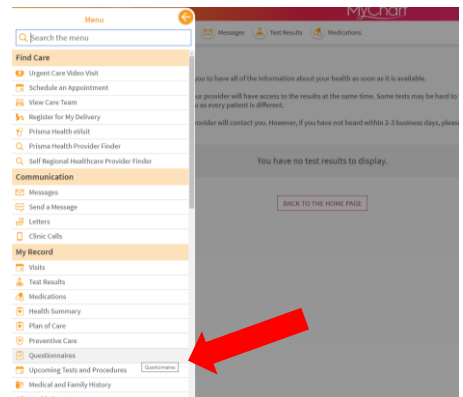 Menu
MyChart
Search the menu
Messages
Test Results
Medications
Find Care
Urgent Care Video Visit
Schedule an Appointment
View Care Team
Register for My Delivery
Prisma Health eVisit
Prisma Health Provider Finder
Self Regional Healthcare Provider Finder
Communication
Messages
Send a Message
Letters
Clinic Calls
My Record
Visits
Test Results
Medications
Health Summary
Plan of Care
Preventive Care
Questionnaires
Upcoming Tests and Procedures
Questionnaires
Medical and Family History
you to have all of the information about your health as soon as it is available.
ur provider will have access to the results at the same time. Some tests may be hard to
u as every patient is different.
rovider will contact you. However, if you have not heard within 2-3 business days, please
You have no test results to display.
BACK TO THE HOME PAGE